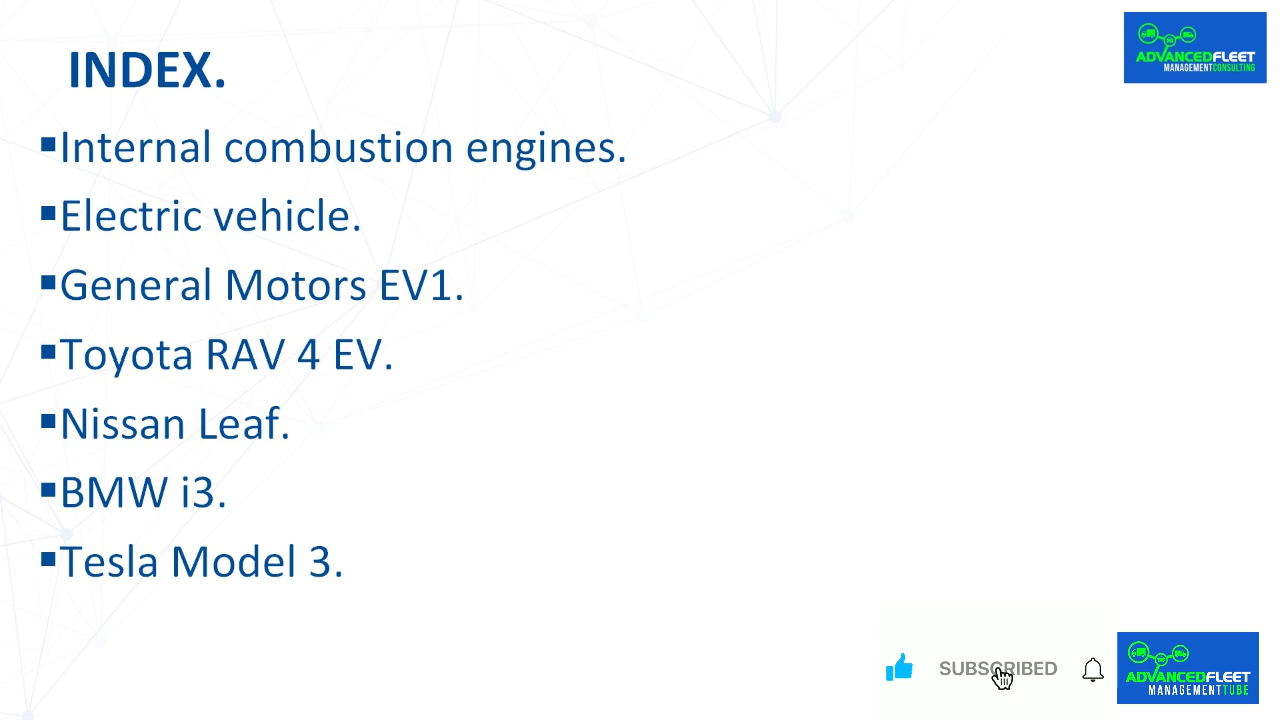 INDEX.
ADVANCEDFLEET
MANAGEMENTCONSULTING
▪Internal combustion engines.
▪Electric vehicle.
▪General Motors EV1.
▪Toyota RAV 4 EV.
▪Nissan Leaf.
▪BMW i3.
▪Tesla Model 3.
SUBSCRIBED
ADVANCEDFLEET
MANAGEMENTTUBE